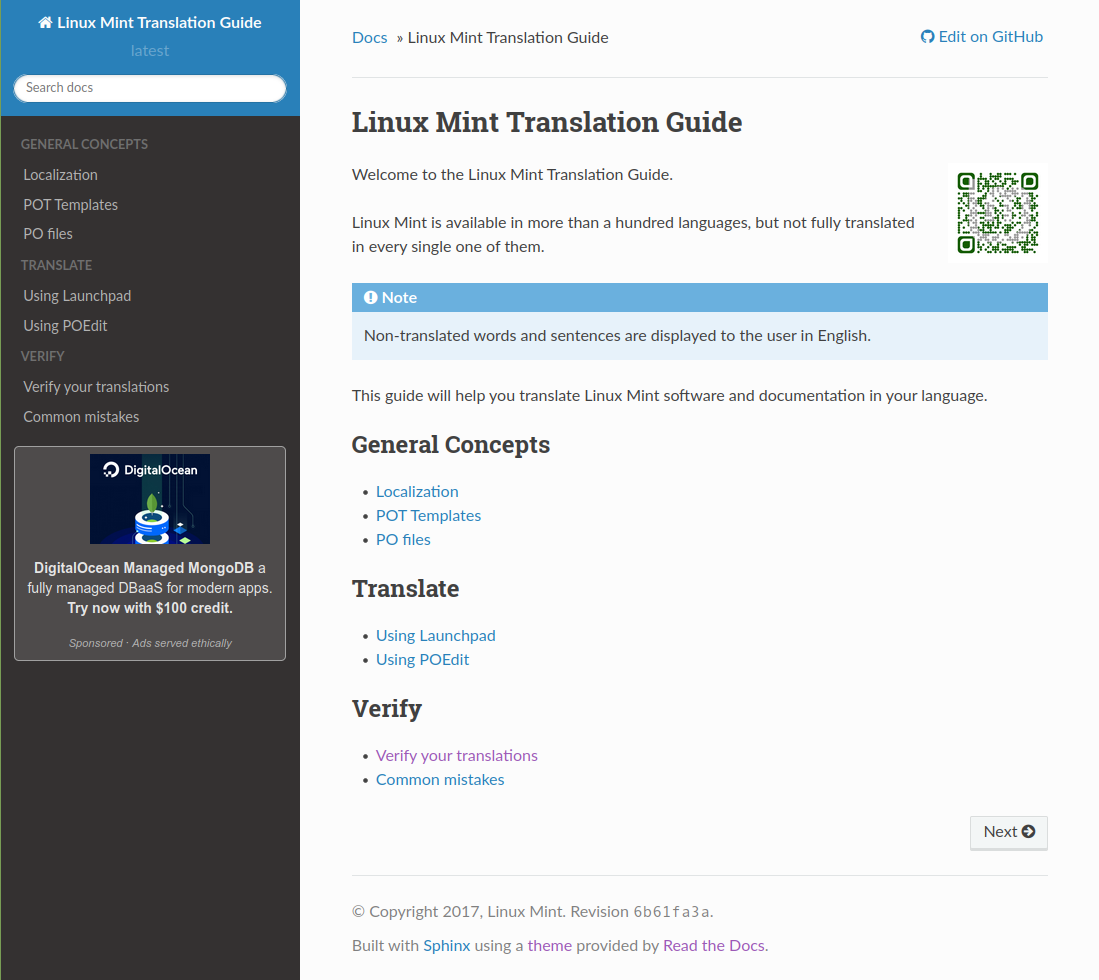 Linux Mint Translation Guide
latest
Search docs
GENERAL CONCEPTS
Localization
POT Templates
PO files
TRANSLATE
Using Launchpad
Using POEdit
VERIFY
Verify your translations
Common mistakes
DigitalOcean
DigitalOcean Managed MongoDB a
fully managed DBaaS for modern apps.
Try now with $100 credit.
Sponsored · Ads served ethically
Docs » Linux Mint Translation Guide
Edit on GitHub
Linux Mint Translation Guide
Welcome to the Linux Mint Translation Guide.
Linux Mint is available in more than a hundred languages, but not fully translated
in every single one of them.
Note
Non-translated words and sentences are displayed to the user in English.
This guide will help you translate Linux Mint software and documentation in your language.
General Concepts
• Localization
• POT Templates
• PO files
Translate
• Using Launchpad
• Using POEdit
Verify
• Verify your translations
• Common mistakes
Next
© Copyright 2017, Linux Mint. Revision 6b61fa3a.
Built with Sphinx using a theme provided by Read the Docs.